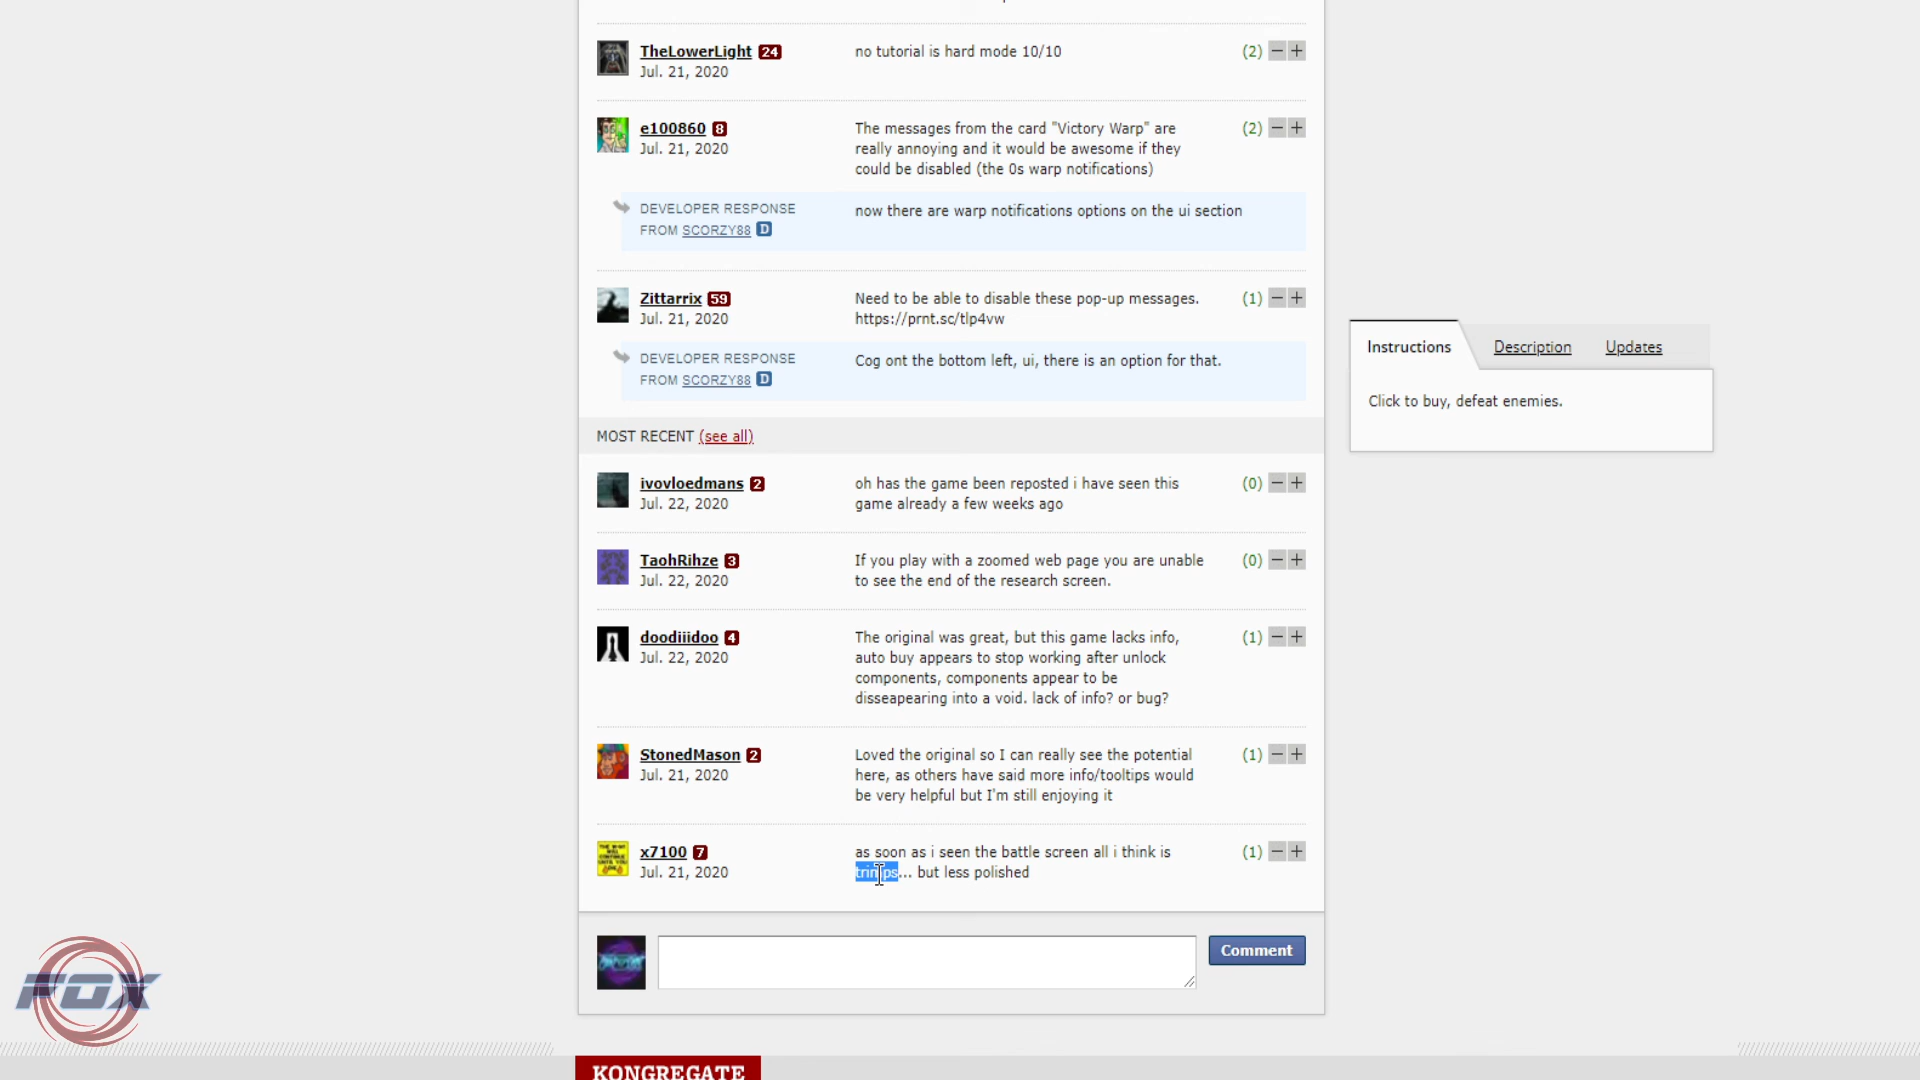 TheLowerLight 24
Jul. 21, 2020
no tutorial is hard mode 10/10
(2) − +
e100860 8
Jul. 21, 2020
The messages from the card "Victory Warp" are
really annoying and it would be awesome if they
could be disabled (the 0s warp notifications)
(2) − +
DEVELOPER RESPONSE
FROM SCORZY88 D
now there are warp notifications options on the ui section
Zittarrix 59
Jul. 21, 2020
Need to be able to disable these pop-up messages.
https://prnt.sc/tlp4vw
(1) − +
DEVELOPER RESPONSE
FROM SCORZY88 D
Cog ont the bottom left, ui, there is an option for that.
MOST RECENT (see all)
ivovloedmans 2
Jul. 22, 2020
oh has the game been reposted i have seen this
game already a few weeks ago
(0) − +
TaohRihze 3
Jul. 22, 2020
If you play with a zoomed web page you are unable
to see the end of the research screen.
(0) − +
doodiiidoo 4
Jul. 22, 2020
The original was great, but this game lacks info,
auto buy appears to stop working after unlock
components, components appear to be
disseapearing into a void. lack of info? or bug?
(1) − +
StonedMason 2
Jul. 21, 2020
Loved the original so I can really see the potential
here, as others have said more info/tooltips would
be very helpful but I'm still enjoying it
(1) − +
x7100 7
Jul. 21, 2020
as soon as i seen the battle screen all i think is
trimps... but less polished
(1) − +
Comment
Instructions Description Updates
Click to buy, defeat enemies.
FOX
KONGREGATE